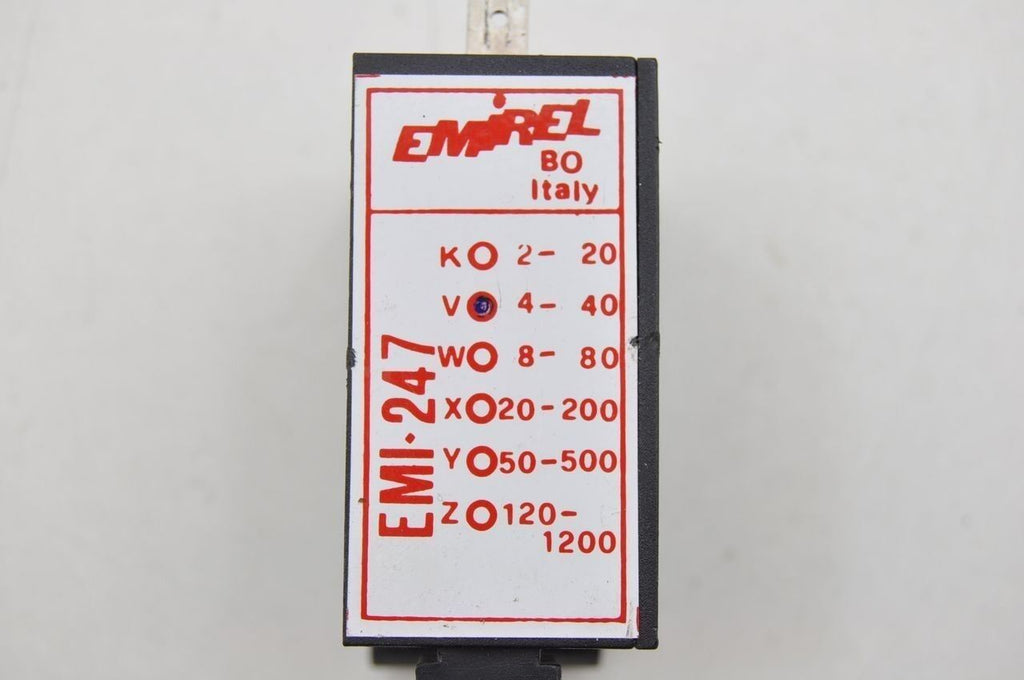 EMIREL
BO
Italy
K 2- 20
V 4- 40
W 8- 80
X 20-200
Y 50-500
Z 120-
1200
EMI·247